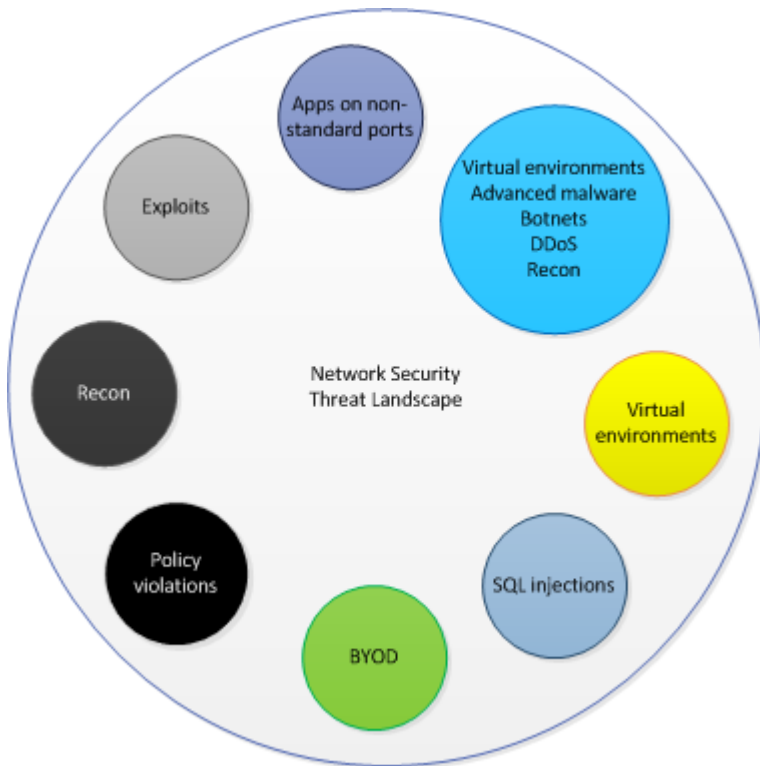 Apps on non-
standard ports
Virtual environments
Advanced malware
Botnets
DDoS
Recon
Exploits
Network Security
Threat Landscape
Recon
Virtual
environments
Policy
violations
SQL injections
BYOD